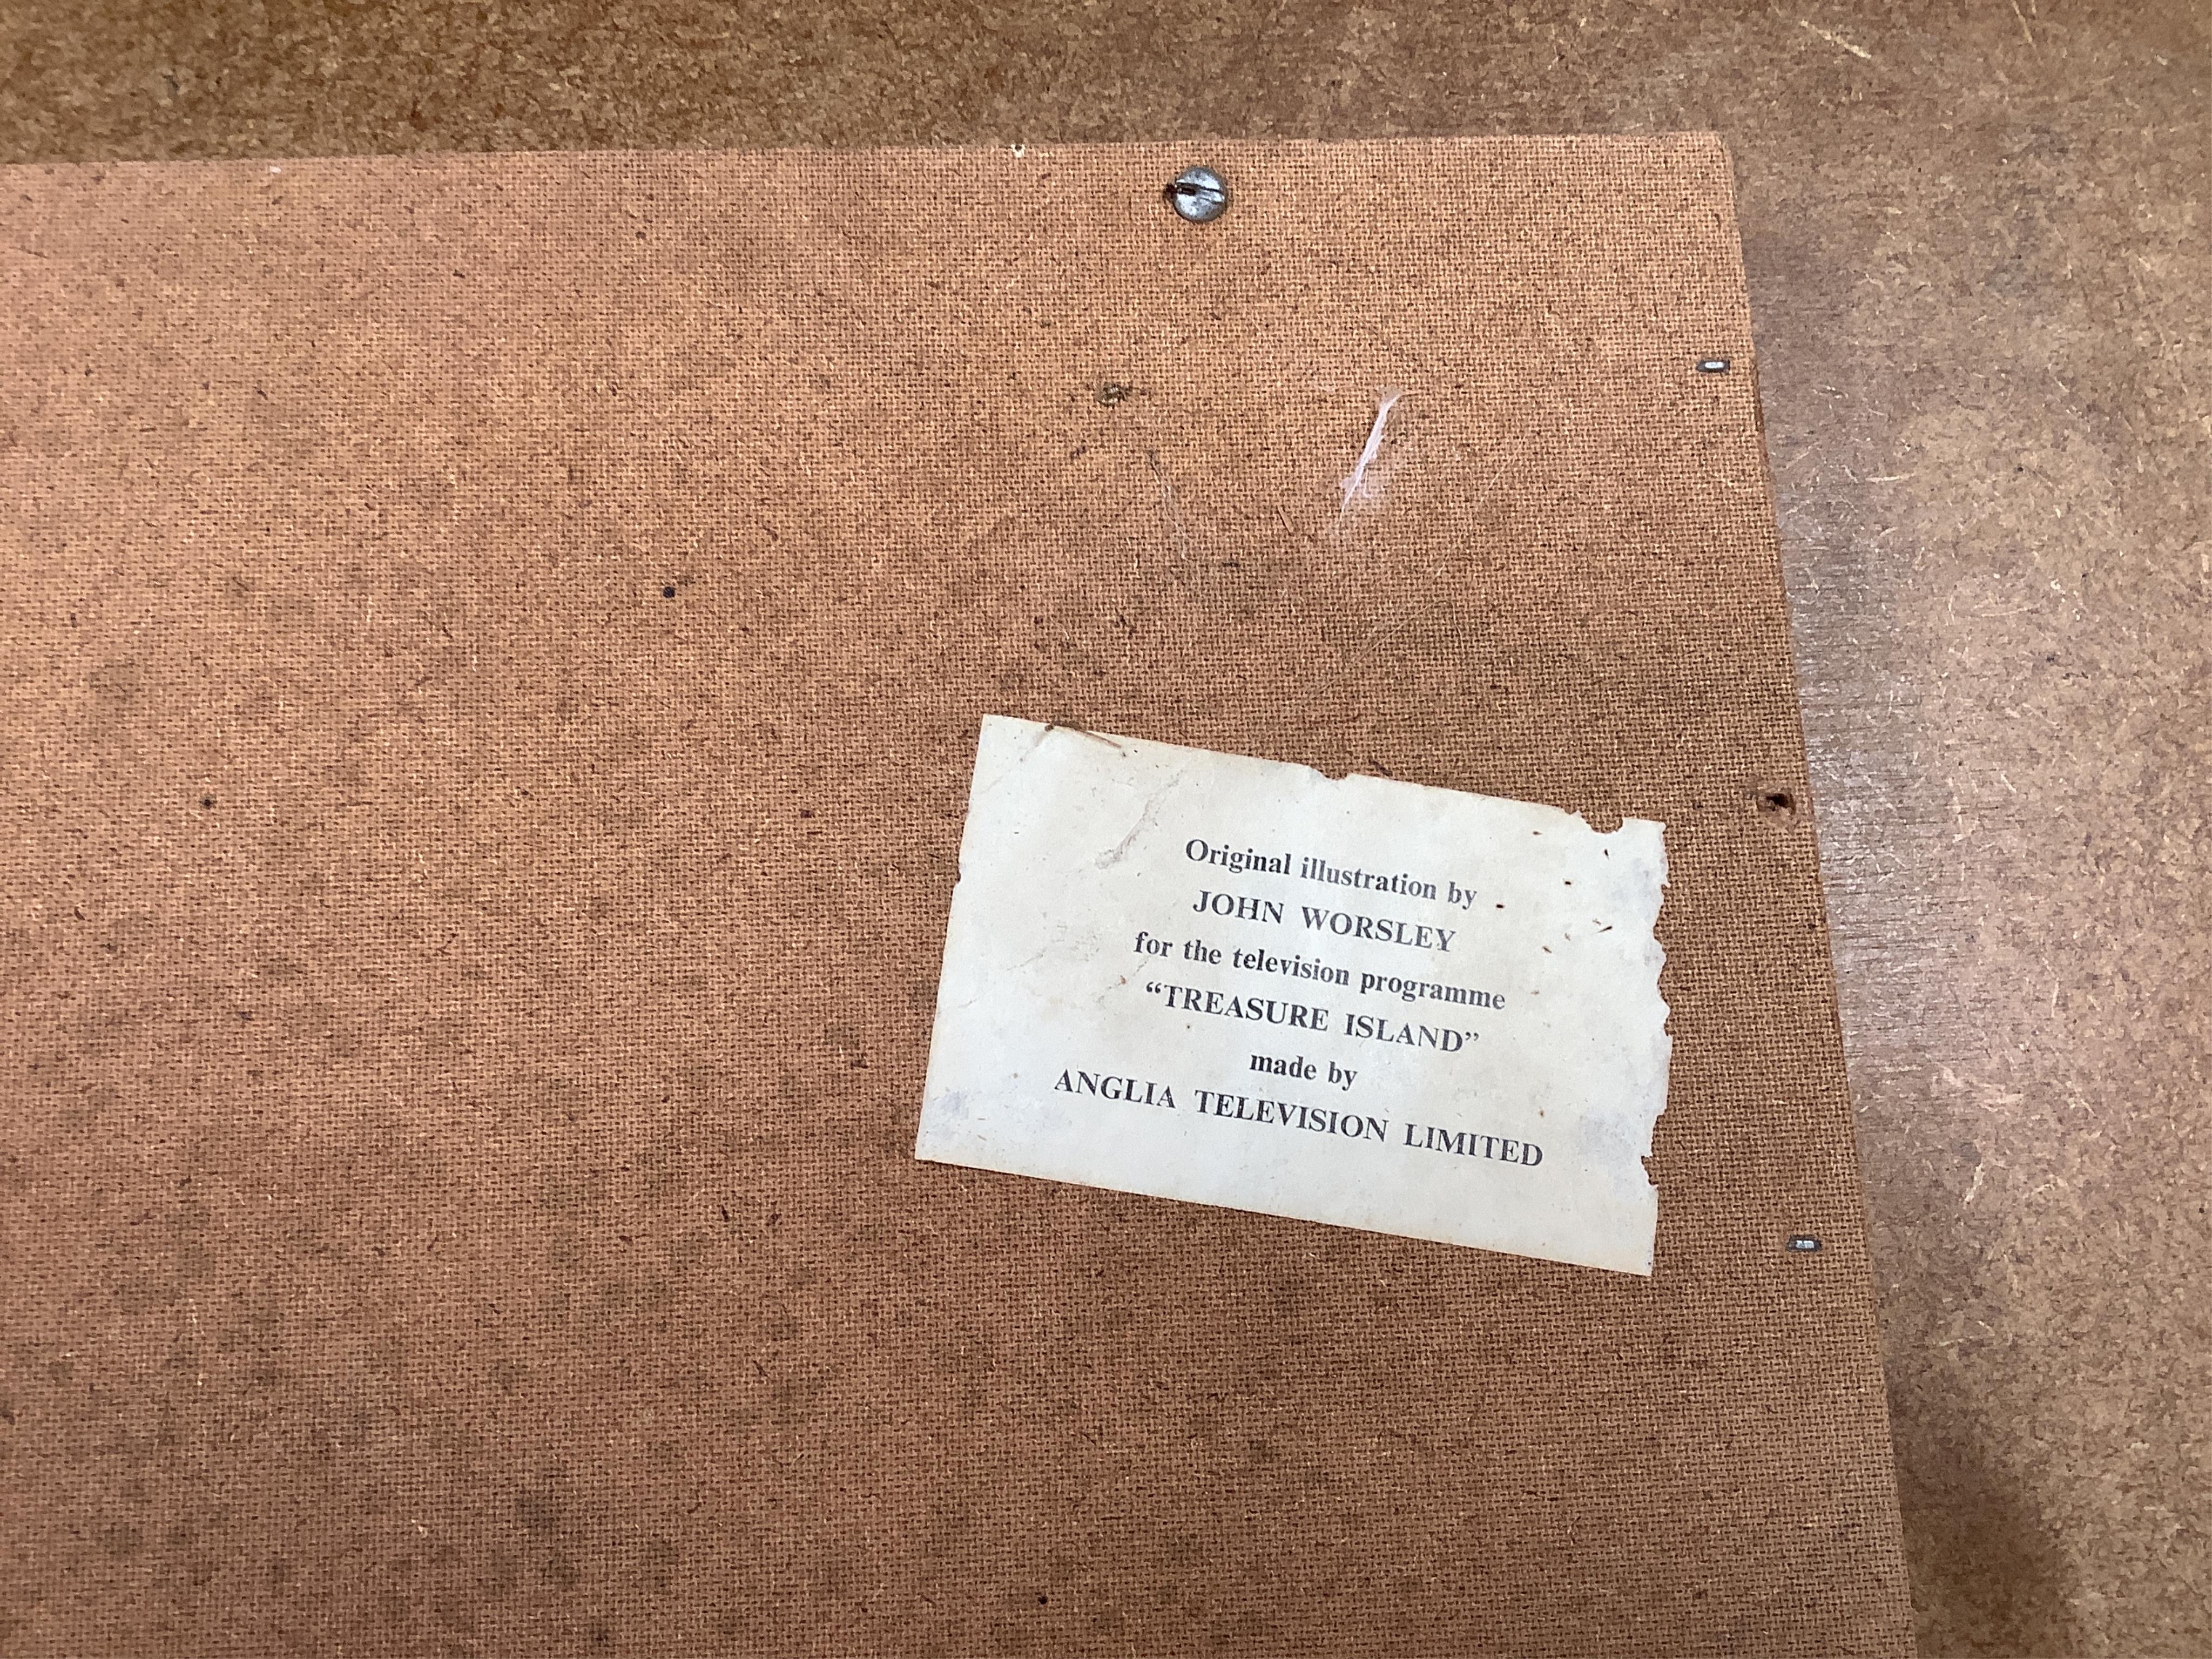 Original illustration by
JOHN WORSLEY
for the television programme
“TREASURE ISLAND”
made by
ANGLIA TELEVISION LIMITED